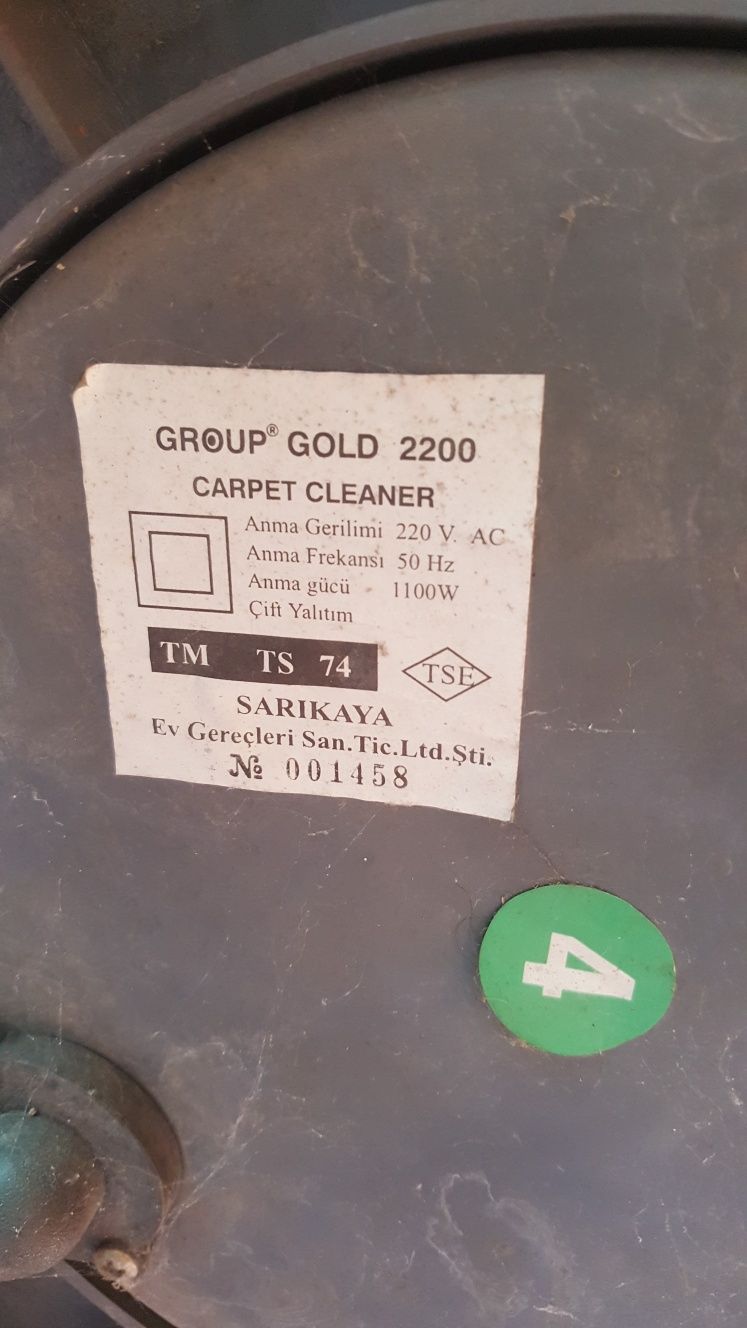 GROUP® GOLD 2200
CARPET CLEANER
Anma Gerilimi 220 V. AC
Anma Frekansı 50 Hz
Anma gücü 1100W
Çift Yalıtım
TM TS 74
TSE
SARIKAYA
Ev Gereçleri San.Tic.Ltd.Şti.
№ 001458
4